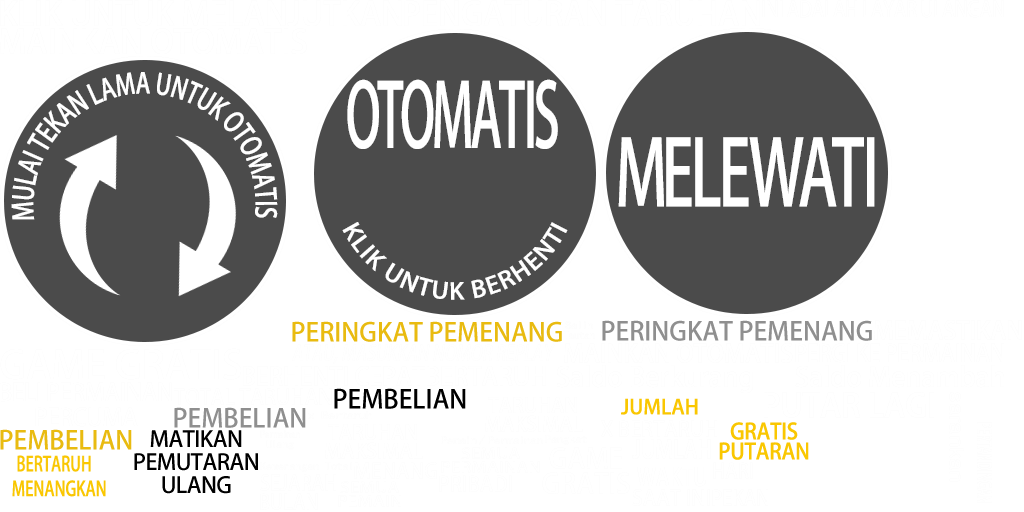 MULAI TEKAN LAMA UNTUK OTOMATIS
OTOMATIS
KLIK UNTUK BERHENTI
MELEWATI
PERINGKAT PEMENANG
PERINGKAT PEMENANG
PEMBELIAN
JUMLAH
PEMBELIAN
GRATIS
PUTARAN
PEMBELIAN
BERTARUH
MENANGKAN
MATIKAN
PEMUTARAN
ULANG